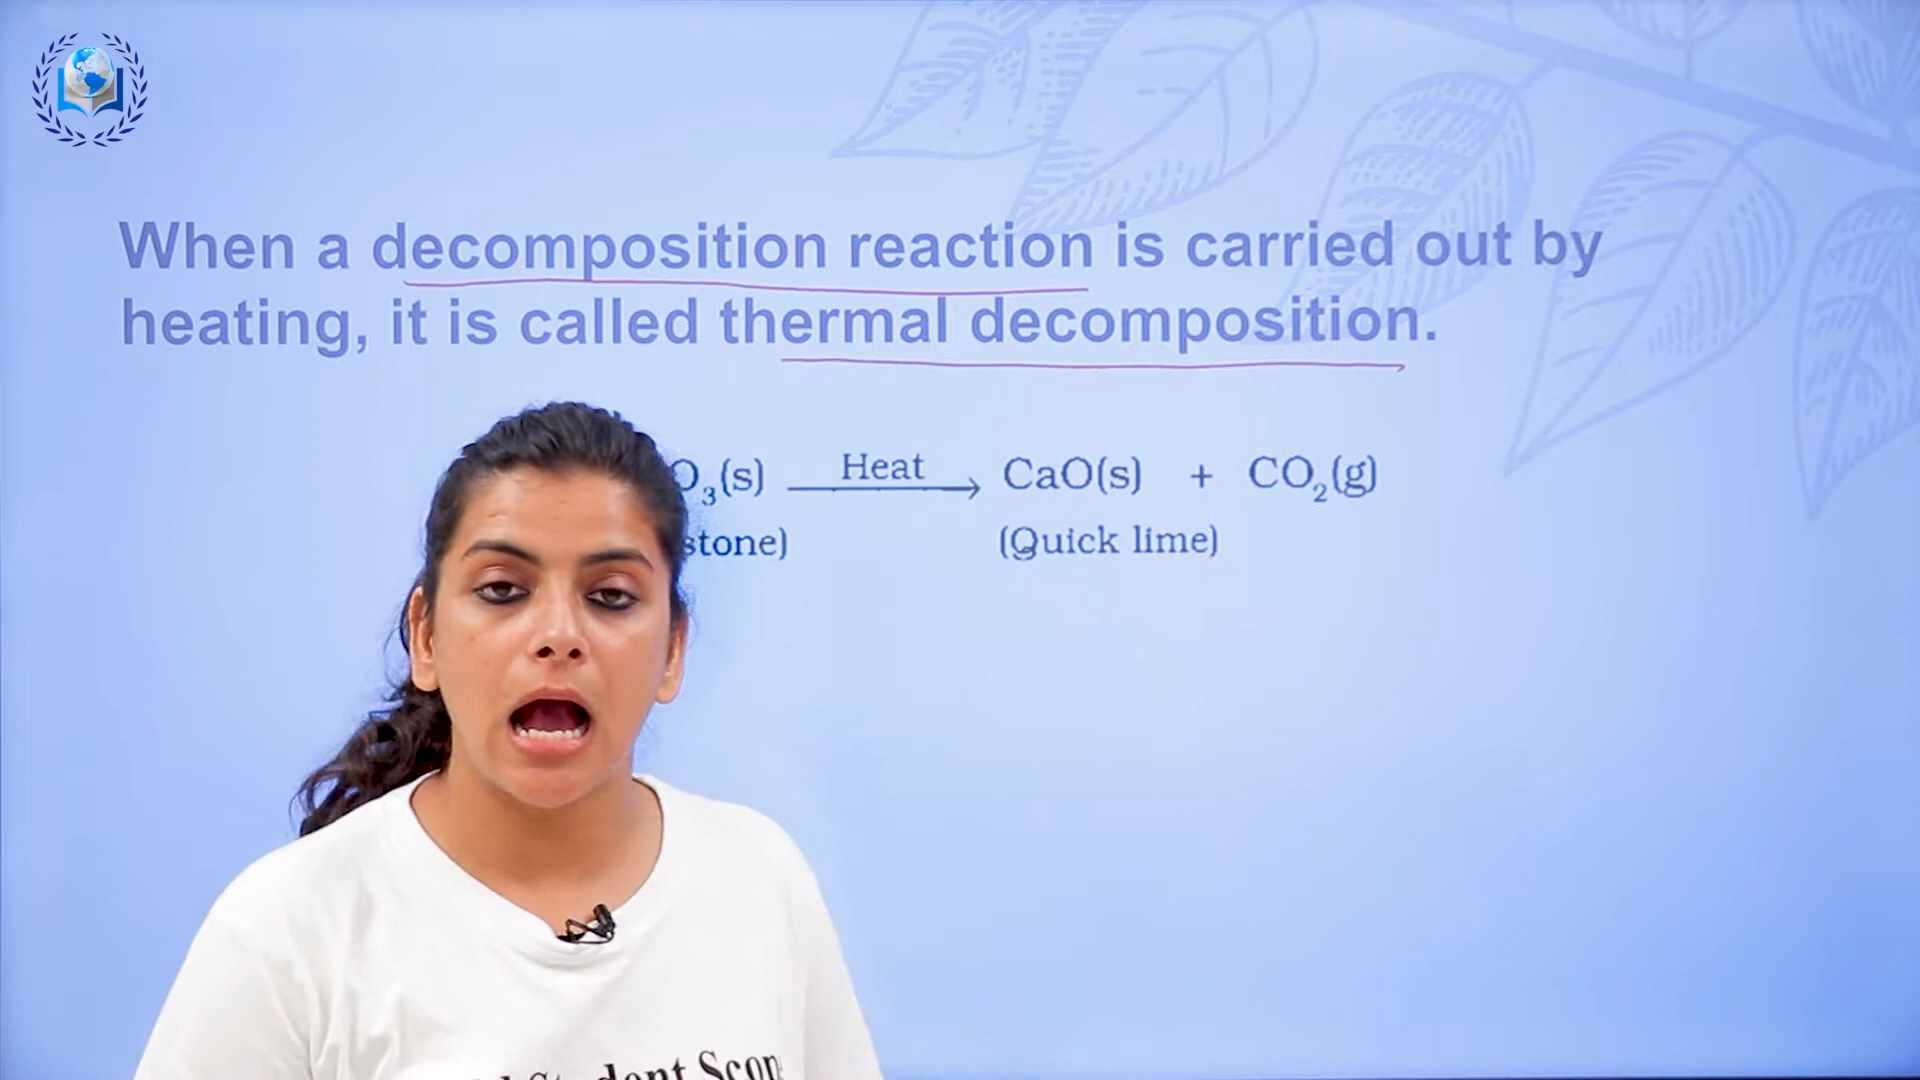 When a decomposition reaction is carried out by
heating, it is called thermal decomposition.
O₃(s) Heat CaO(s) + CO₂(g)
stone) (Quick lime)
Scop